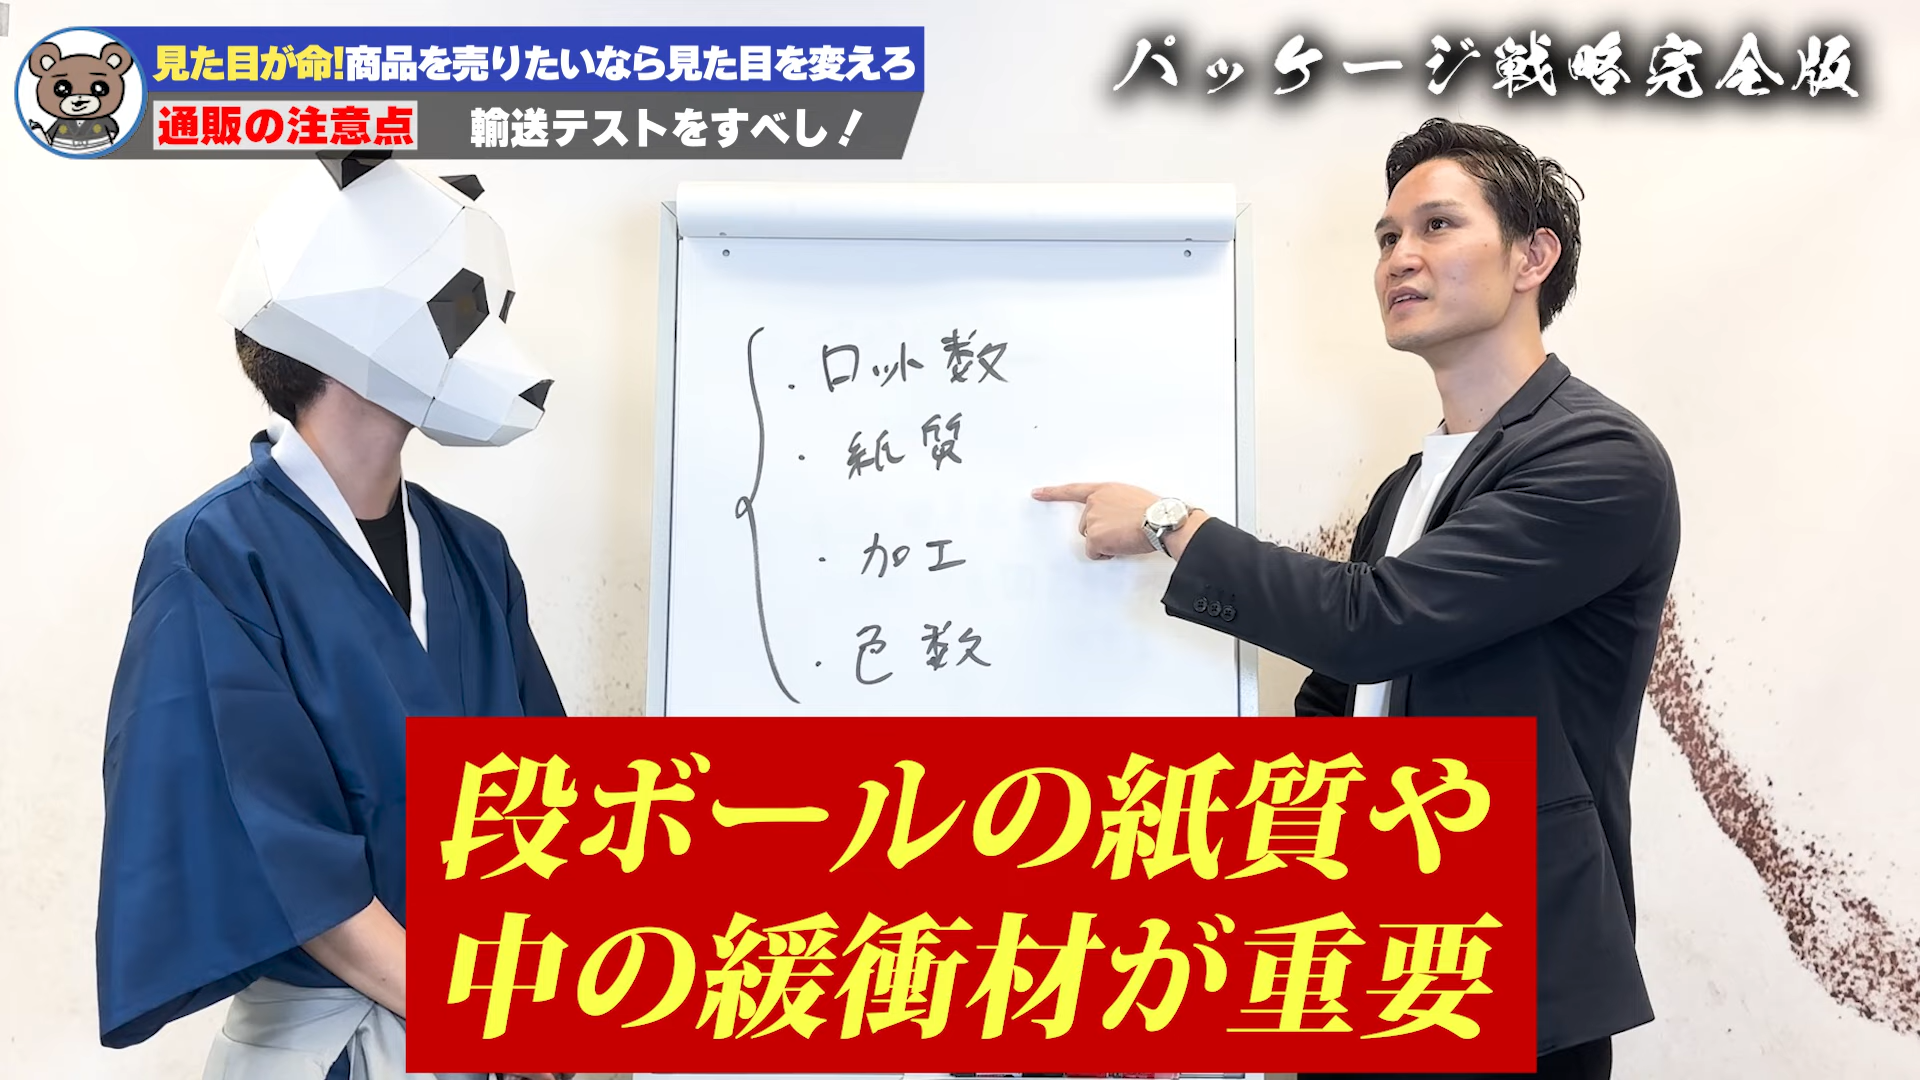 見た目が命!商品を売りたいなら見た目を変えろ
通販の注意点 輸送テストをすべし!
パッケージ戦略完全版
・ロット数
・紙質
・加工
・色数
段ボールの紙質や
中の緩衝材が重要